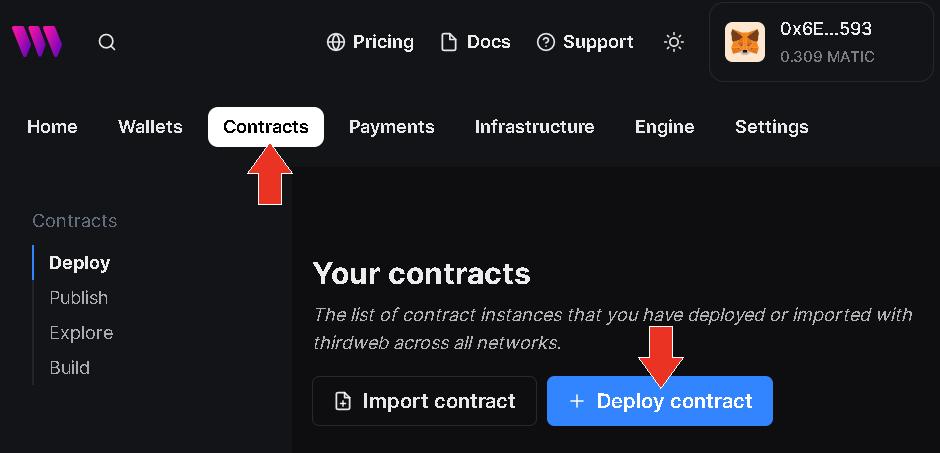 Pricing Docs Support 0x6E...593
0.309 MATIC
Home Wallets Contracts Payments Infrastructure Engine Settings
Contracts
Deploy
Publish
Explore
Build
Your contracts
The list of contract instances that you have deployed or imported with
thirdweb across all networks.
Import contract + Deploy contract